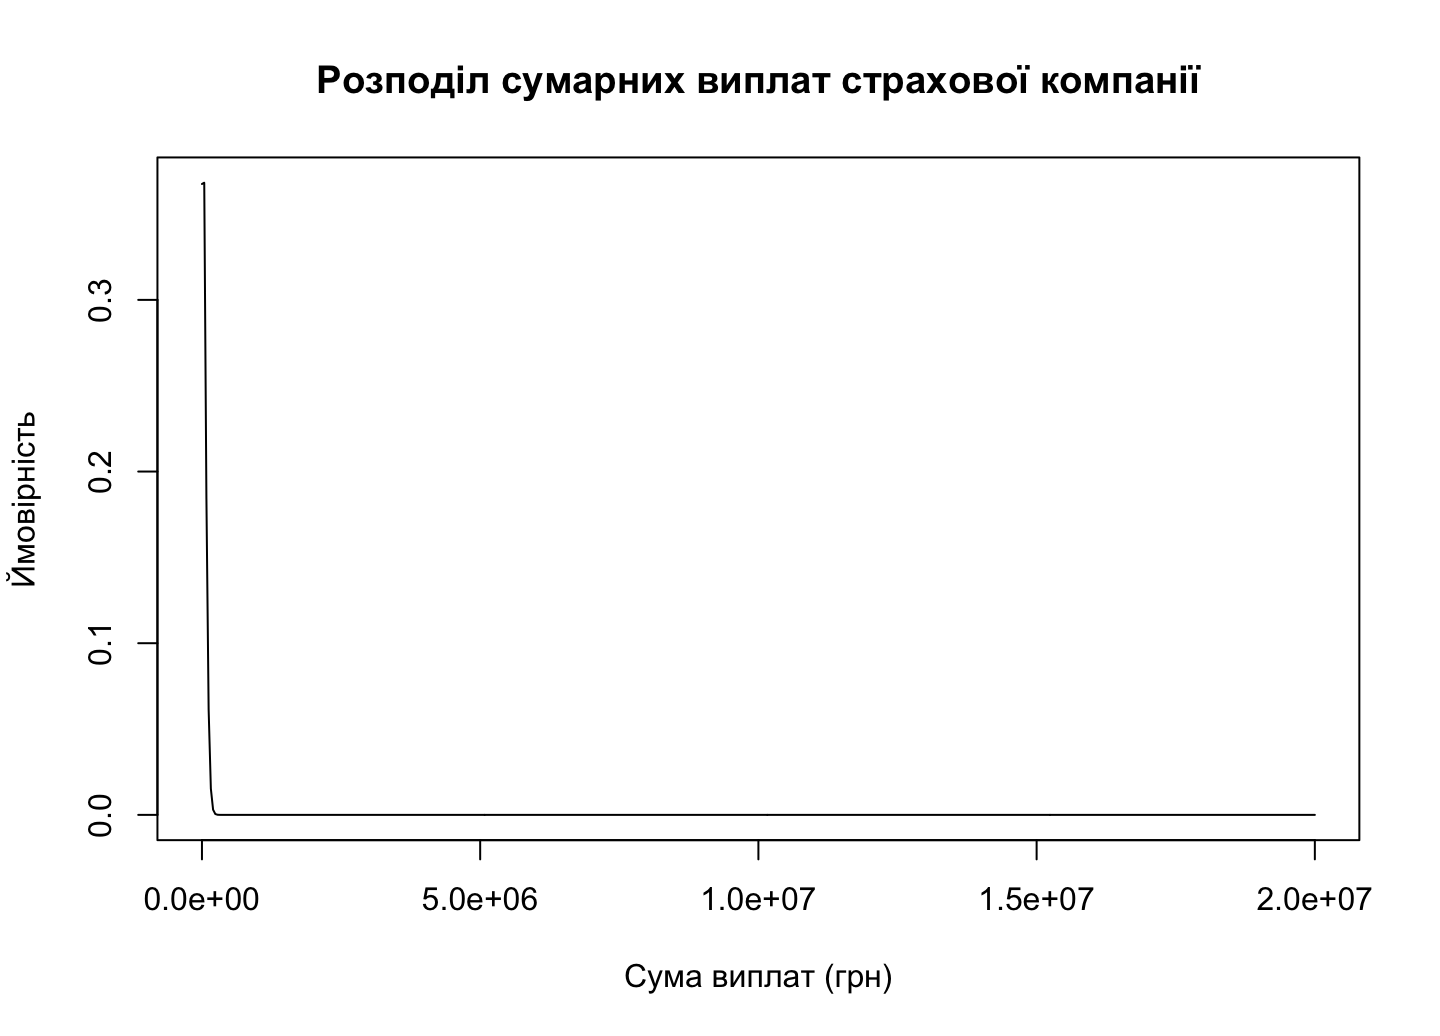 Розподіл сумарних виплат страхової компанії
Ймовірність
0.3
0.2
0.1
0.0
0.0e+00 5.0e+06 1.0e+07 1.5e+07 2.0e+07
Сума виплат (грн)